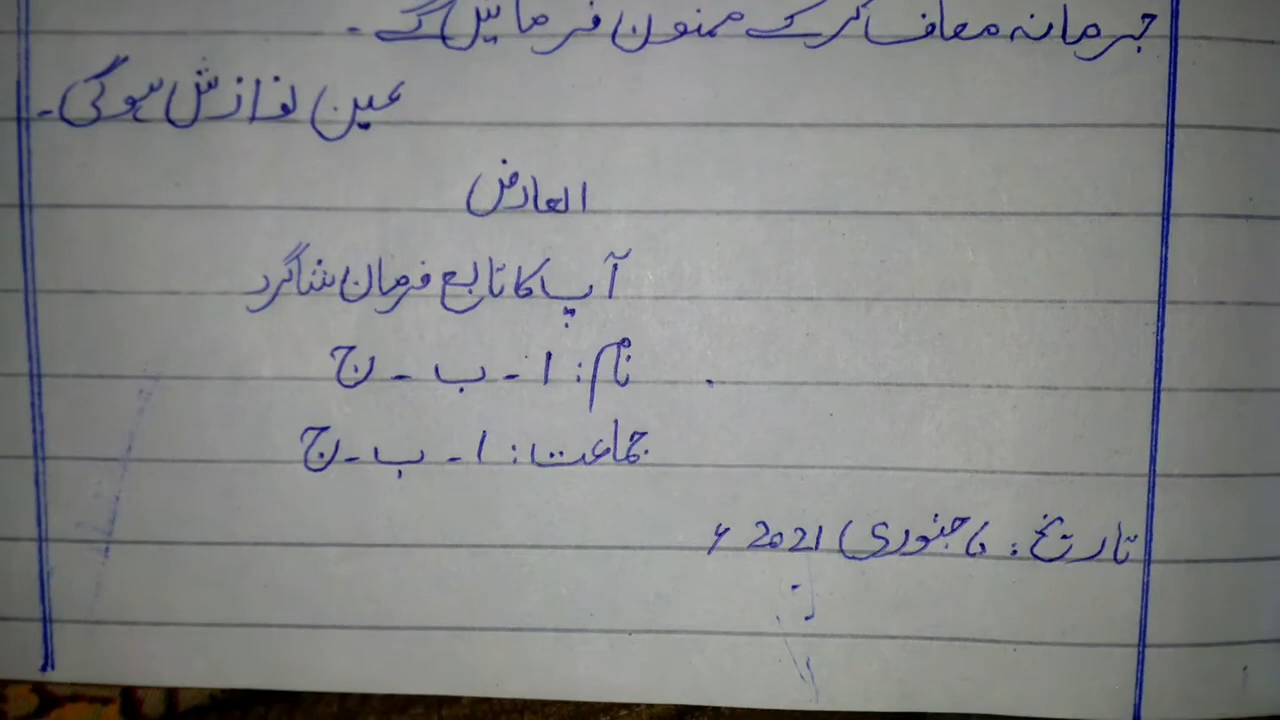 جرمانہ معاف کر کے ممنون فرمائیں گے۔
عین نوازش ہوگی۔
العارض
آپ کا تابع فرمان شاگرد
نام: ا - ب - ج
جماعت: ا - ب - ج
تاریخ: جنوری 2021ء